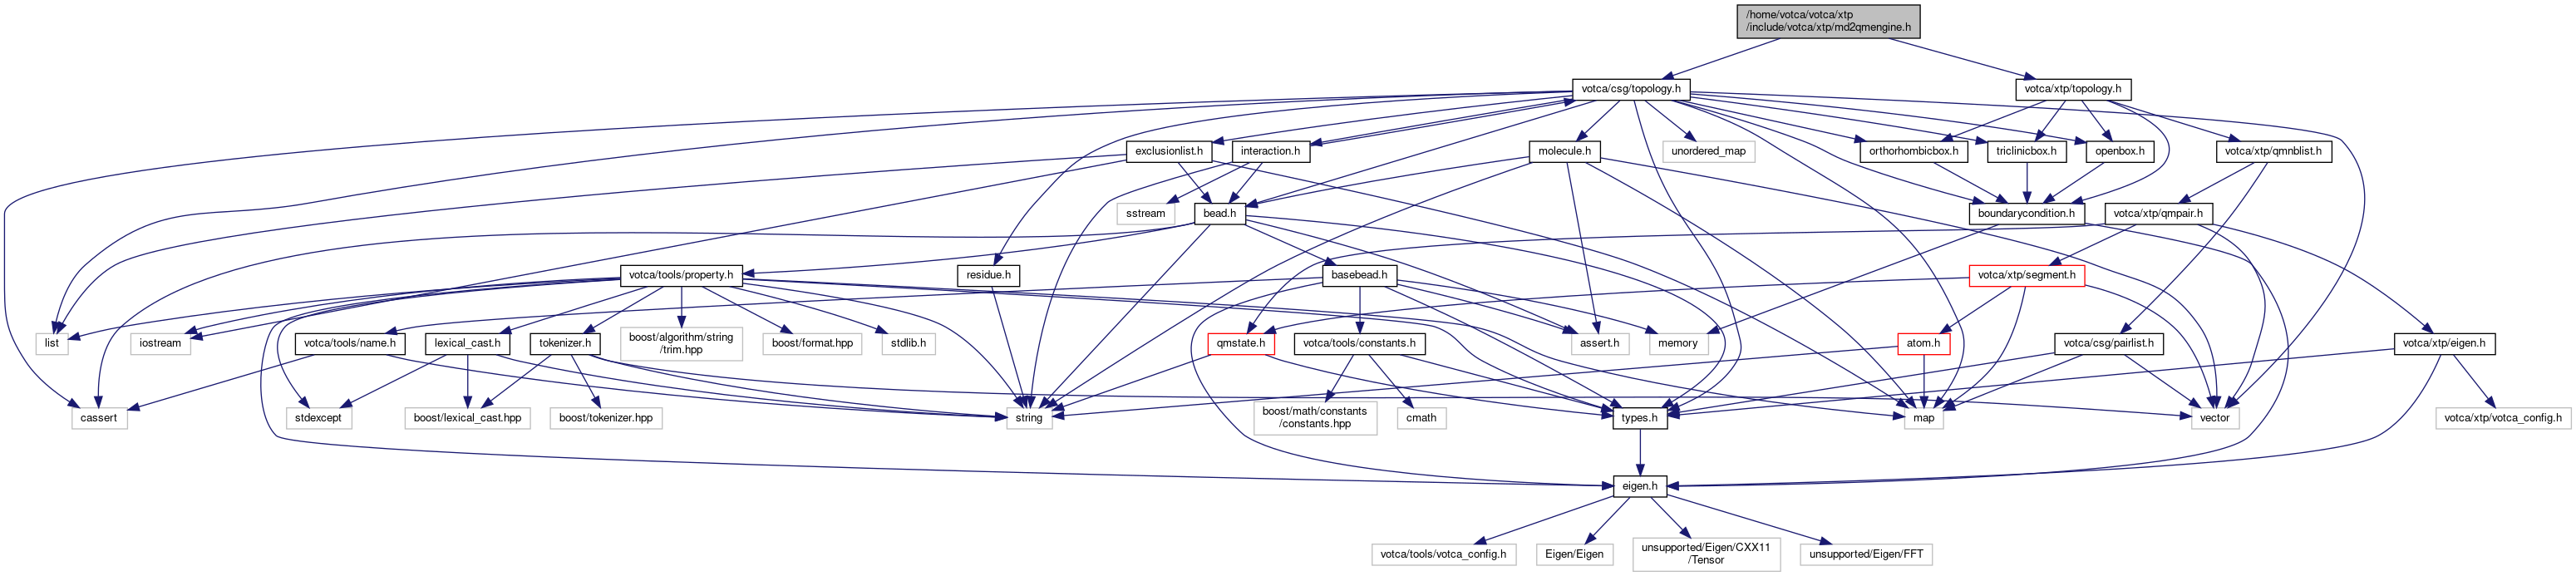 /home/votca/votca/xtp
/include/votca/xtp/md2qmengine.h
votca/csg/topology.h
votca/xtp/topology.h
exclusionlist.h
interaction.h
molecule.h
unordered_map
orthorhombicbox.h
triclinicbox.h
openbox.h
votca/xtp/qmnblist.h
sstream
bead.h
boundarycondition.h
votca/xtp/qmpair.h
votca/tools/property.h
residue.h
basebead.h
votca/xtp/segment.h
list
iostream
votca/tools/name.h
lexical_cast.h
tokenizer.h
boost/algorithm/string
/trim.hpp
boost/format.hpp
stdlib.h
qmstate.h
votca/tools/constants.h
assert.h
memory
atom.h
votca/csg/pairlist.h
votca/xtp/eigen.h
cassert
stdexcept
boost/lexical_cast.hpp
boost/tokenizer.hpp
string
boost/math/constants
/constants.hpp
cmath
types.h
map
vector
votca/xtp/votca_config.h
eigen.h
votca/tools/votca_config.h
Eigen/Eigen
unsupported/Eigen/CXX11
/Tensor
unsupported/Eigen/FFT